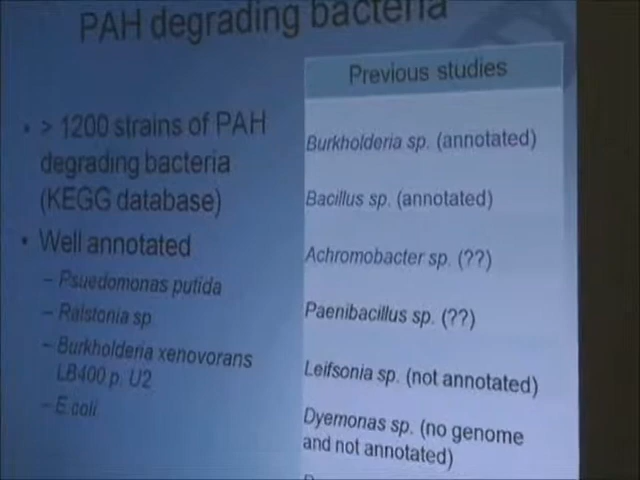 PAH degrading bacteria
• > 1200 strains of PAH
degrading bacteria
(KEGG database)
• Well annotated
– Psuedomonas putida
– Ralstonia sp
– Burkholderia xenovorans
LB400 p. U2
– E coli
Previous studies
Burkholderia sp. (annotated)
Bacillus sp. (annotated)
Achromobacter sp. (??)
Paenibacillus sp. (??)
Leifsonia sp. (not annotated)
Dyemonas sp. (no genome
and not annotated)